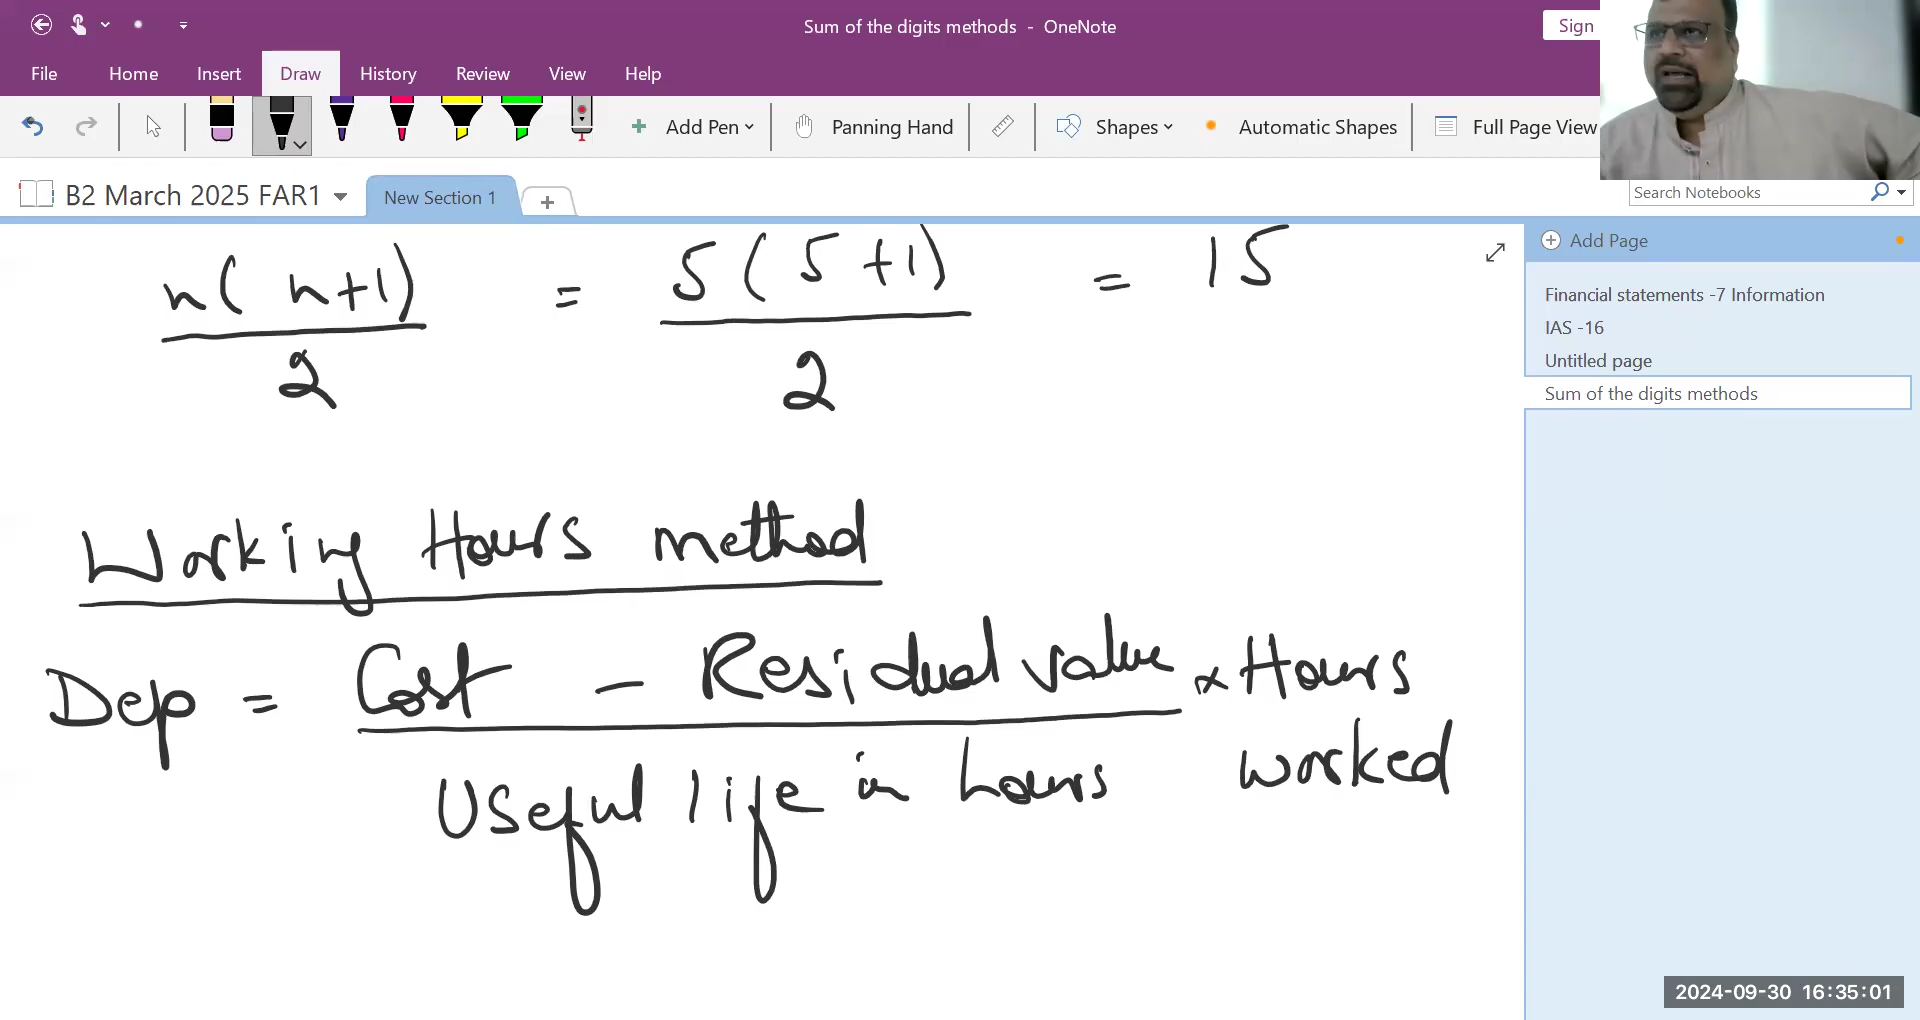 Sum of the digits methods - OneNote
Sign
File Home Insert Draw History Review View Help
Add Pen Panning Hand Shapes Automatic Shapes Full Page View
B2 March 2025 FAR1 New Section 1
Search Notebooks
Add Page
Financial statements -7 Information
IAS -16
Untitled page
Sum of the digits methods
n(n+1) = 5(5+1) = 15
2 2
Working Hours method
Dep = Cost - Residual value x Hours
Useful life in hours worked
2024-09-30 16:35:01